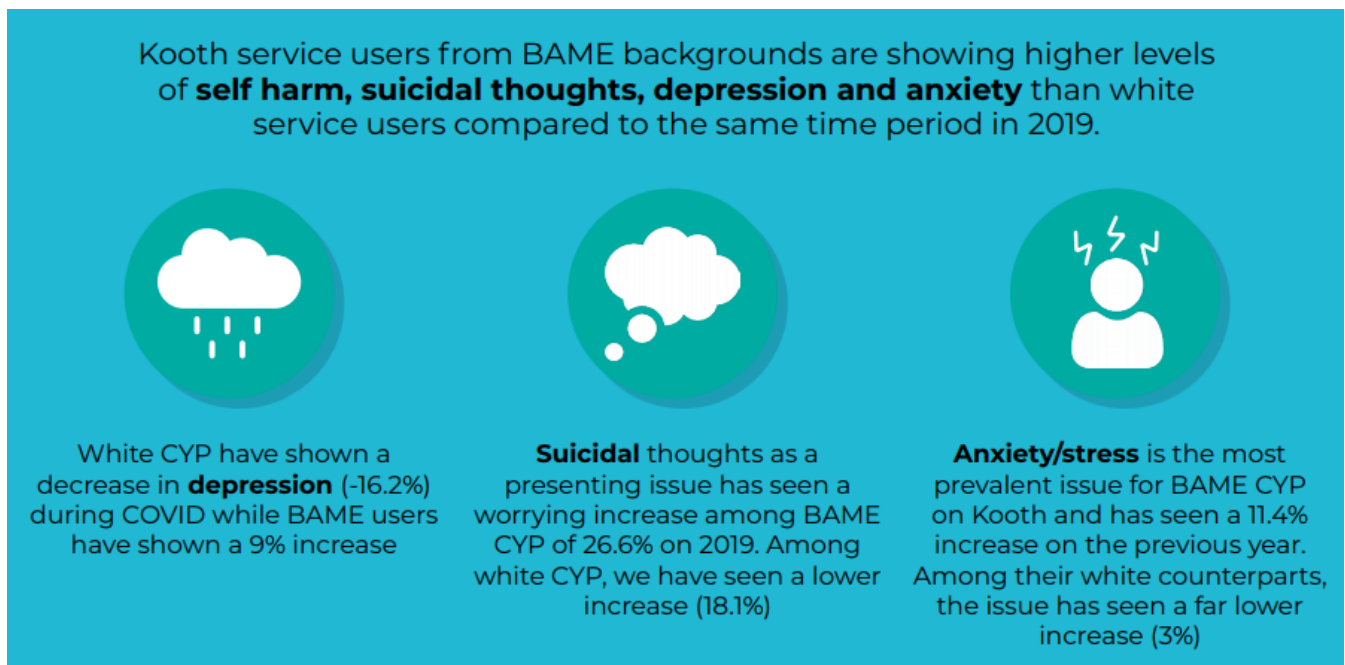 Kooth service users from BAME backgrounds are showing higher levels
of self harm, suicidal thoughts, depression and anxiety than white
service users compared to the same time period in 2019.
White CYP have shown a
decrease in depression (-16.2%)
during COVID while BAME users
have shown a 9% increase
Suicidal thoughts as a
presenting issue has seen a
worrying increase among BAME
CYP of 26.6% on 2019. Among
white CYP, we have seen a lower
increase (18.1%)
Anxiety/stress is the most
prevalent issue for BAME CYP
on Kooth and has seen a 11.4%
increase on the previous year.
Among their white counterparts,
the issue has seen a far lower
increase (3%)